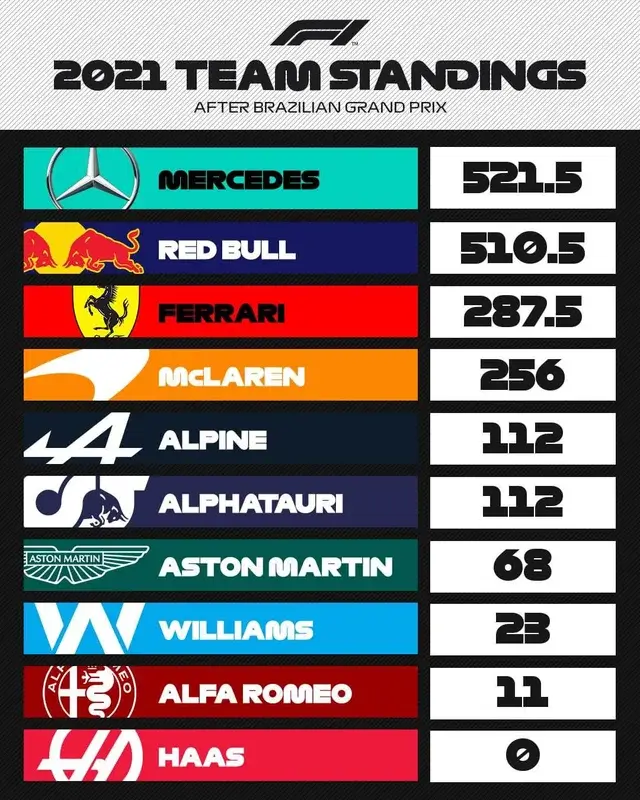 F1
2021 TEAM STANDINGS
AFTER BRAZILIAN GRAND PRIX
MERCEDES 521.5
RED BULL 510.5
FERRARI 287.5
McLAREN 256
ALPINE 112
ALPHATAURI 112
ASTON MARTIN ASTON MARTIN 68
WILLIAMS 23
ALFA ROMEO 11
HAAS 0